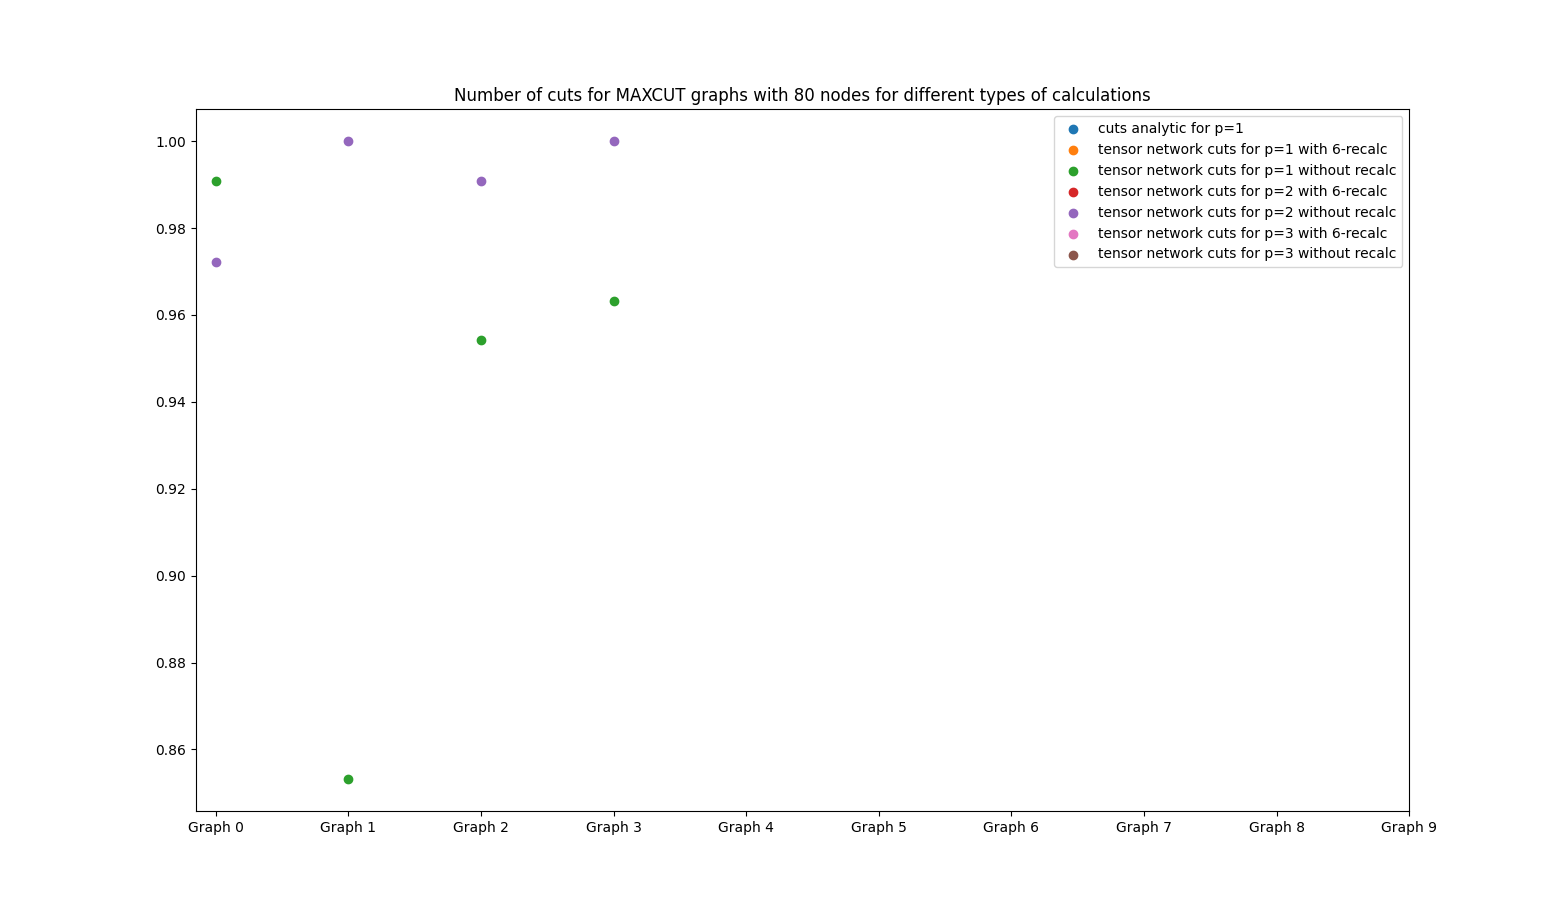 Number of cuts for MAXCUT graphs with 80 nodes for different types of calculations
cuts analytic for p=1
tensor network cuts for p=1 with 6-recalc
tensor network cuts for p=1 without recalc
tensor network cuts for p=2 with 6-recalc
tensor network cuts for p=2 without recalc
tensor network cuts for p=3 with 6-recalc
tensor network cuts for p=3 without recalc
1.00
0.98
0.96
0.94
0.92
0.90
0.88
0.86
Graph 0 Graph 1 Graph 2 Graph 3 Graph 4 Graph 5 Graph 6 Graph 7 Graph 8 Graph 9